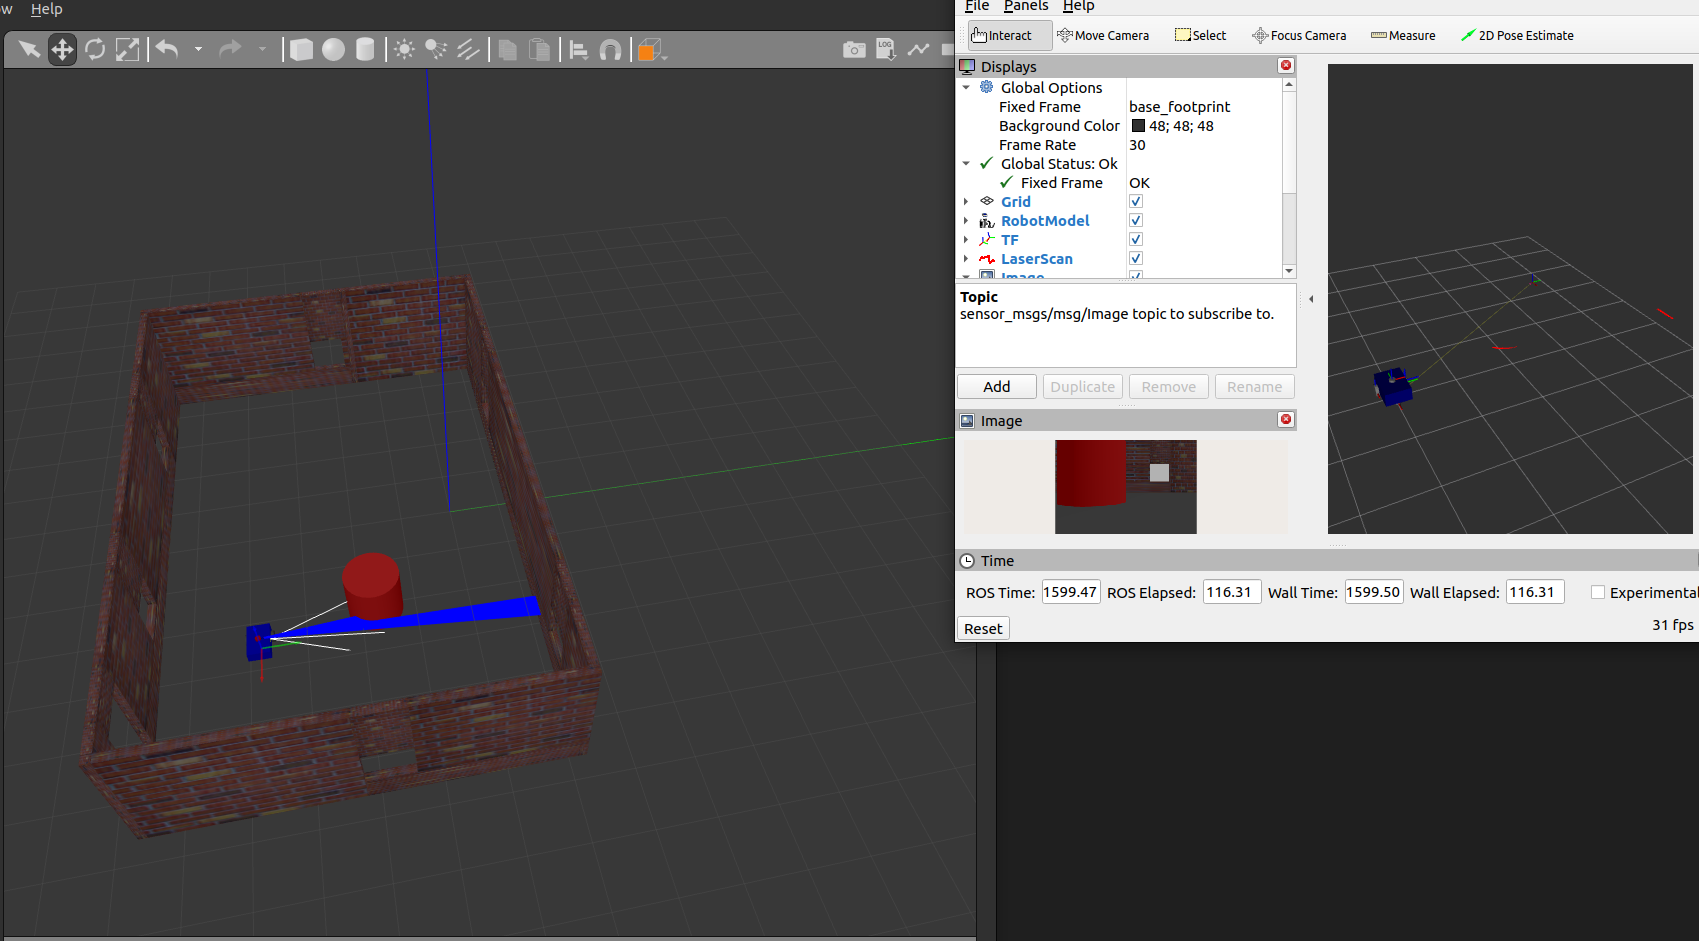 ow Help
LOG
File Panels Help
Interact Move Camera Select Focus Camera Measure 2D Pose Estimate
Displays
Global Options
Fixed Frame base_footprint
Background Color 48; 48; 48
Frame Rate 30
Global Status: Ok
Fixed Frame OK
Grid
RobotModel
TF
LaserScan
Image
Topic
sensor_msgs/msg/Image topic to subscribe to.
Add Duplicate Remove Rename
Image
Time
ROS Time: 1599.47 ROS Elapsed: 116.31 Wall Time: 1599.50 Wall Elapsed: 116.31 Experimental
Reset
31 fps